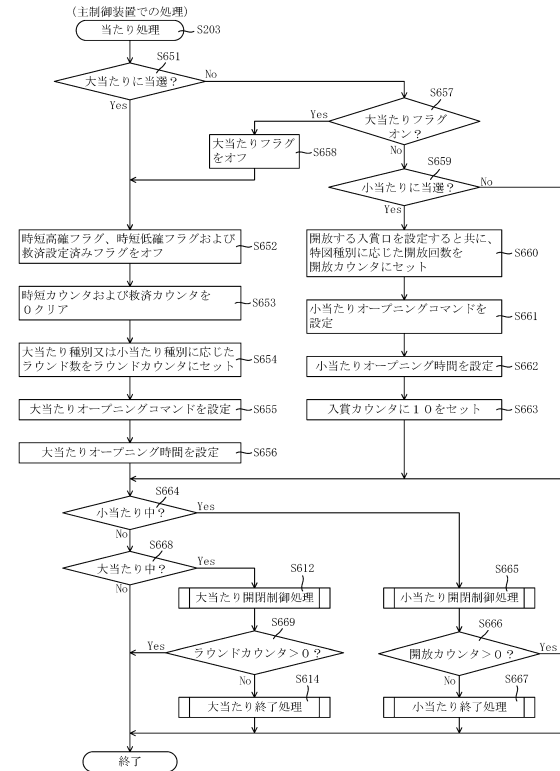 (主制御装置での処理)
当たり処理
S203
S651
大当たりに当選?
No
Yes
S657
大当たりフラグ
オン?
Yes
No
大当たりフラグ
をオフ
S658
S659
小当たりに当選?
No
Yes
時短高確フラグ、時短低確フラグおよび
救済設定済みフラグをオフ
S652
時短カウンタおよび救済カウンタを
0クリア
S653
大当たり種別又は小当たり種別に応じた
ラウンド数をラウンドカウンタにセット
S654
大当たりオープニングコマンドを設定
S655
大当たりオープニング時間を設定
S656
開放する入賞口を設定すると共に、
特図種別に応じた開放回数を
開放カウンタにセット
S660
小当たりオープニングコマンドを
設定
S661
小当たりオープニング時間を設定
S662
入賞カウンタに10をセット
S663
S664
小当たり中?
Yes
No
S668
大当たり中?
Yes
No
S612
大当たり開閉制御処理
S665
小当たり開閉制御処理
S669
ラウンドカウンタ>0?
Yes
No
S666
開放カウンタ>0?
Yes
No
S614
大当たり終了処理
S667
小当たり終了処理
終了